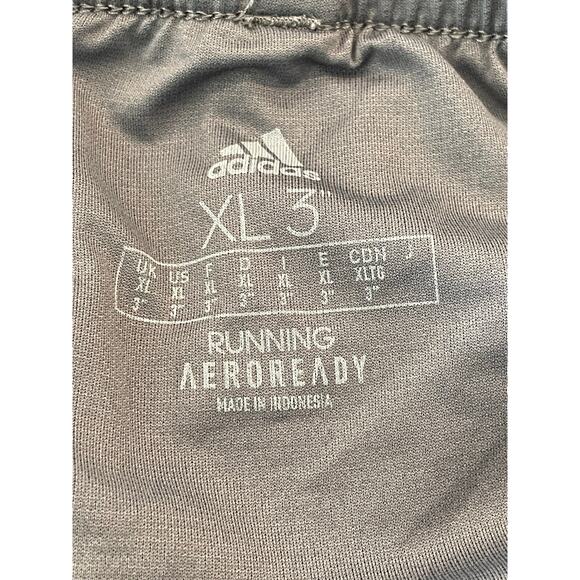 adidas
XL 3"
UK US F D I E CDN J
XL XL XL XL XL XL XLTG
3" 3" 3" 3" 3" 3" 3"
RUNNING
AEROREADY
MADE IN INDONESIA